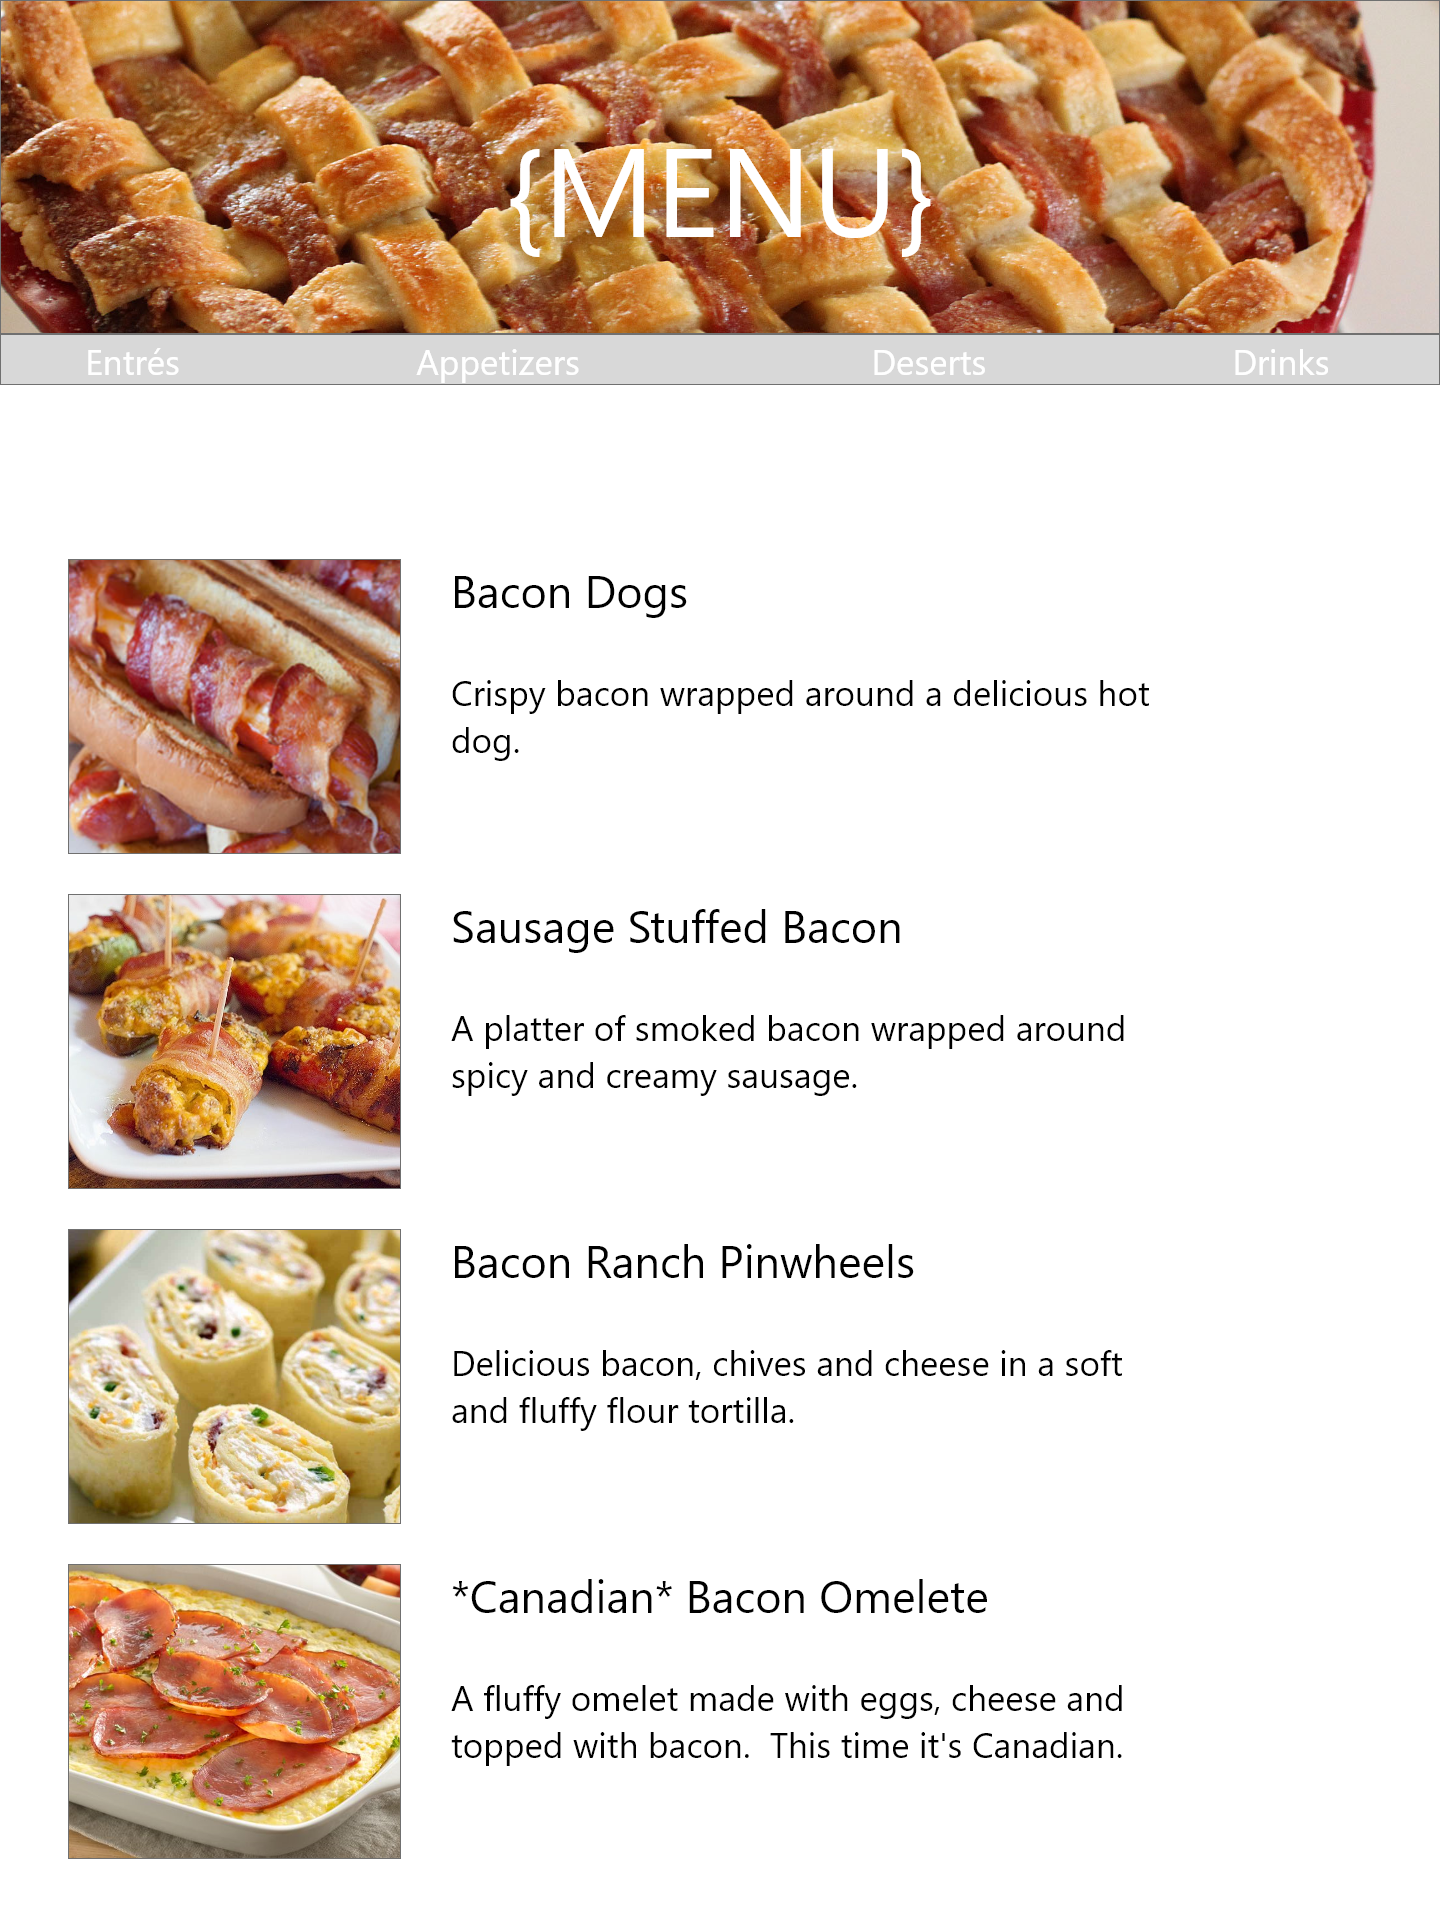 {MENU}
Entrés Appetizers Deserts Drinks
Bacon Dogs
Crispy bacon wrapped around a delicious hot
dog.
Sausage Stuffed Bacon
A platter of smoked bacon wrapped around
spicy and creamy sausage.
Bacon Ranch Pinwheels
Delicious bacon, chives and cheese in a soft
and fluffy flour tortilla.
*Canadian* Bacon Omelete
A fluffy omelet made with eggs, cheese and
topped with bacon.  This time it's Canadian.